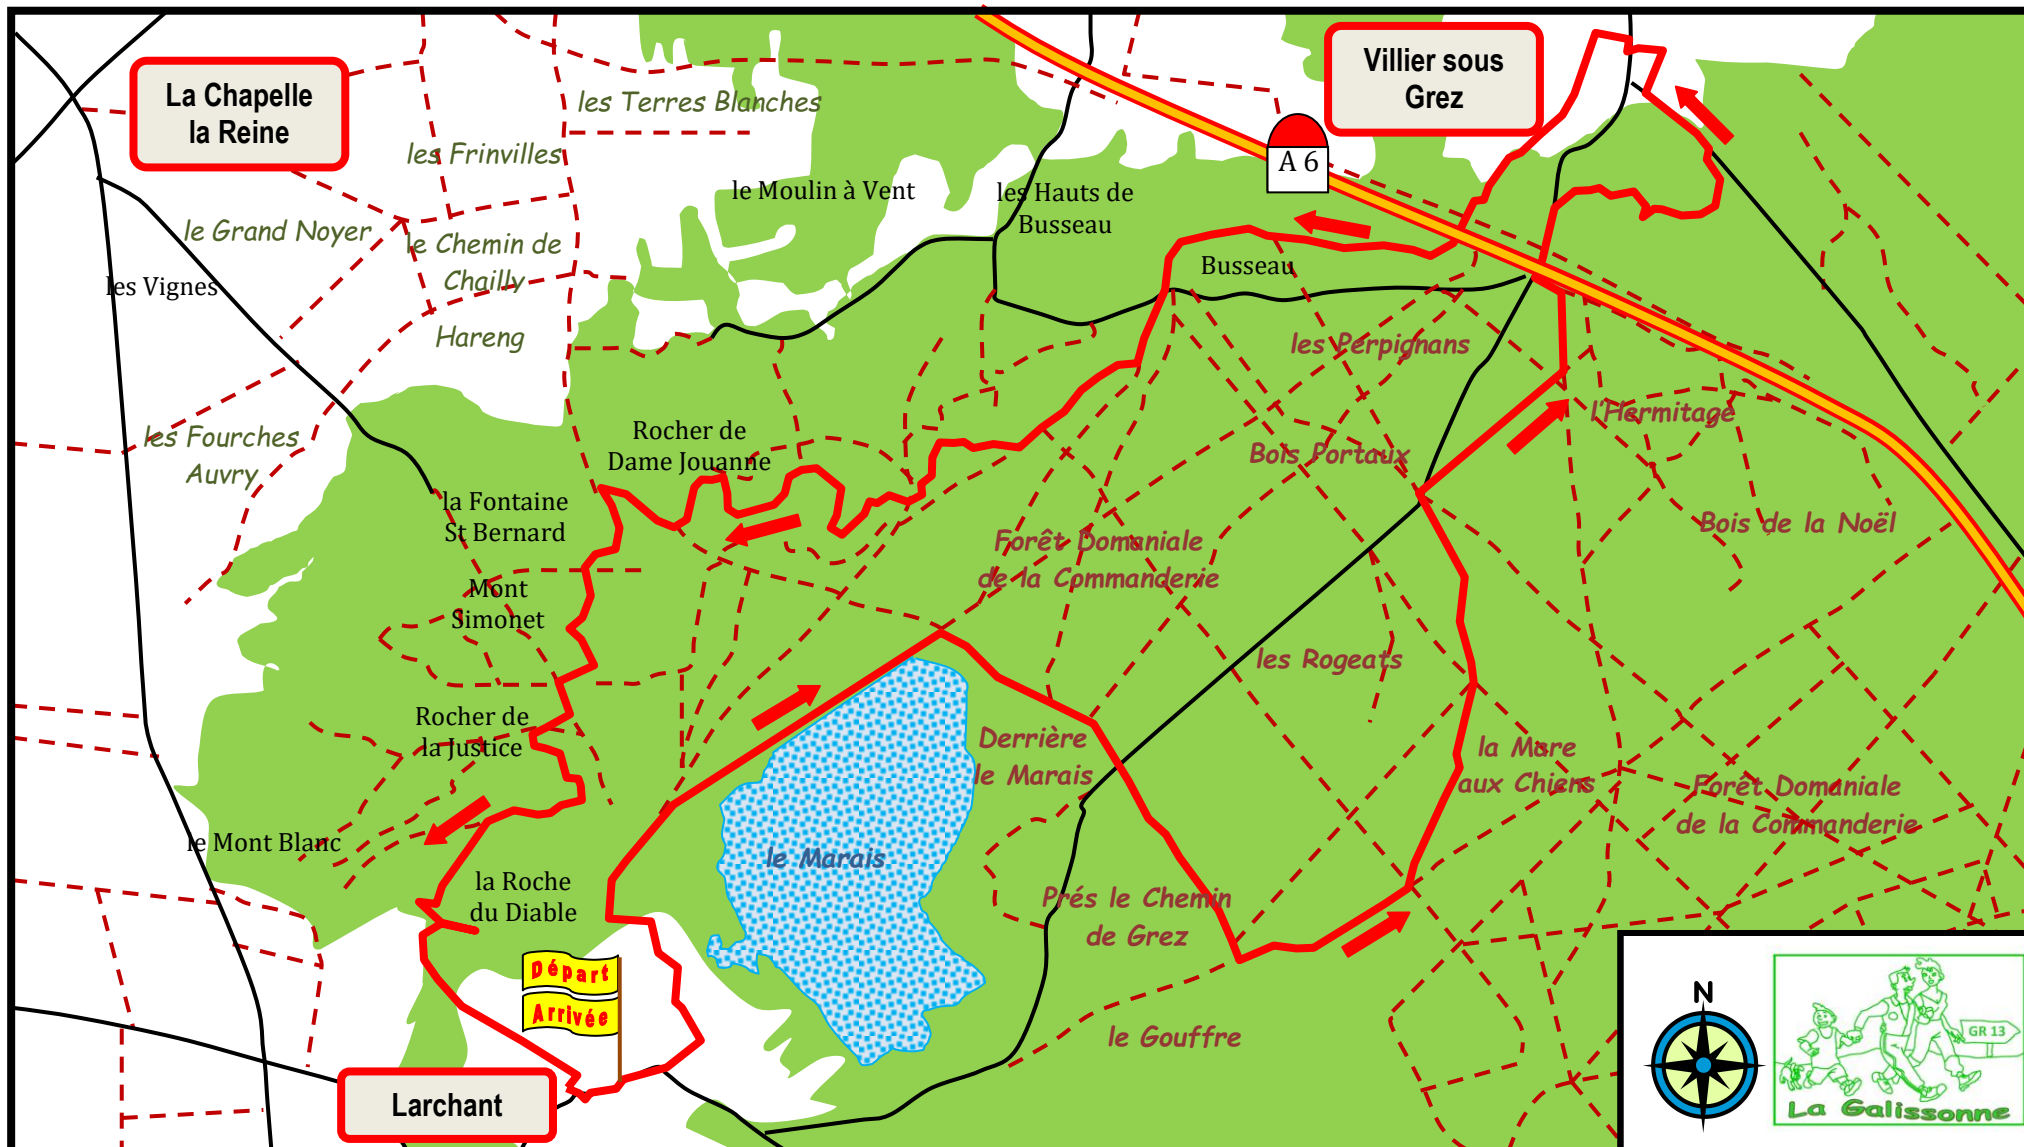 La Chapelle
la Reine
Villier sous
Grez
A 6
les Terres Blanches
les Frinvilles
le Moulin à Vent
les Hauts de
Busseau
le Grand Noyer
le Chemin de
Chailly
Busseau
les Vignes
Hareng
les Perpignans
l'Hermitage
les Fourches
Auvry
Rocher de
Dame Jouanne
Bois Portaux
la Fontaine
St Bernard
Bois de la Noël
Forêt Domaniale
de la Commanderie
Mont
Simonet
les Rogeats
Rocher de
la Justice
Derrière
le Marais
la Mare
aux Chiens
Forêt Domaniale
de la Commanderie
le Mont Blanc
le Marais
la Roche
du Diable
Prés le Chemin
de Grez
Départ
Arrivée
le Gouffre
N
GR 13
La Galissonne
Larchant